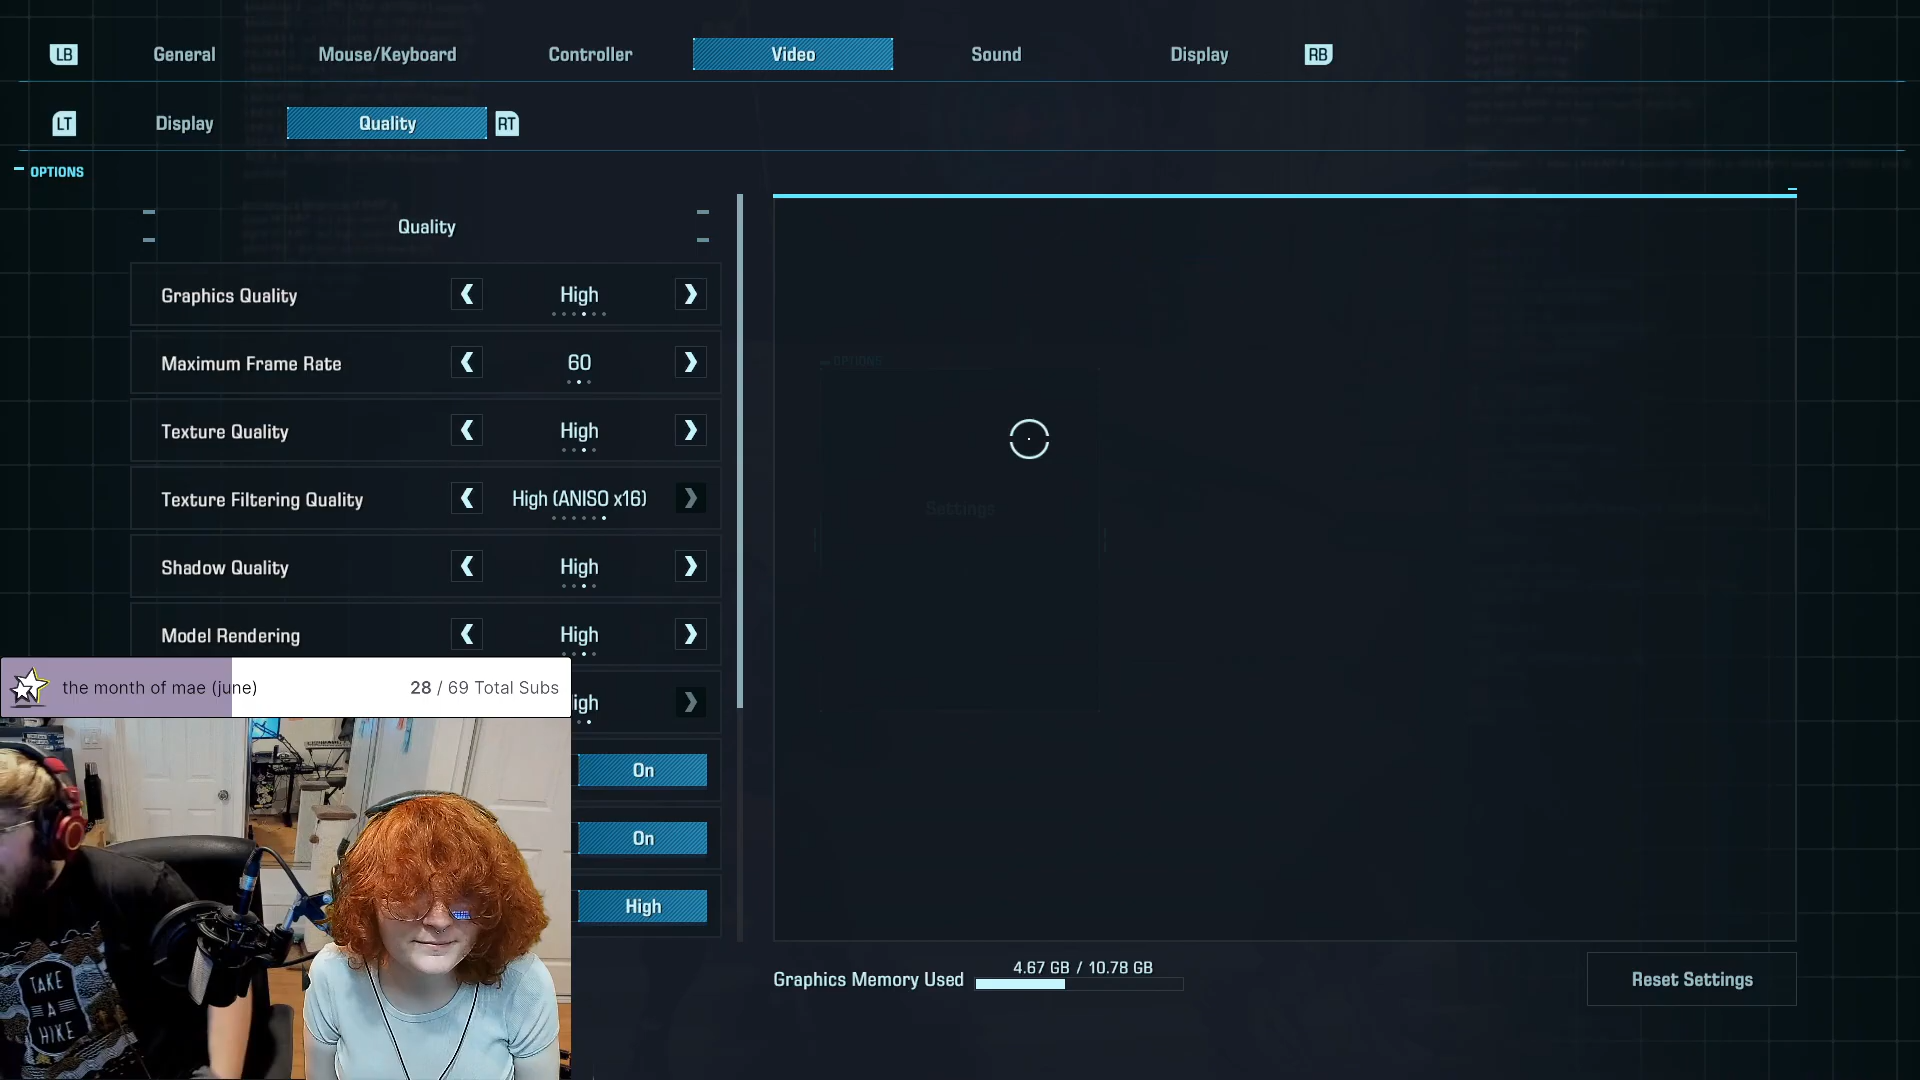 LB General Mouse/Keyboard Controller Video Sound Display RB
LT Display Quality RT
OPTIONS
Quality
Graphics Quality High
Maximum Frame Rate 60
Texture Quality High
Texture Filtering Quality High (ANISO x16)
Shadow Quality High
Model Rendering High
the month of mae (june) 28 / 69 Total Subs
On
On
High
OPTIONS
Settings
Graphics Memory Used 4.67 GB / 10.78 GB
Reset Settings
TAKE
A
HIKE